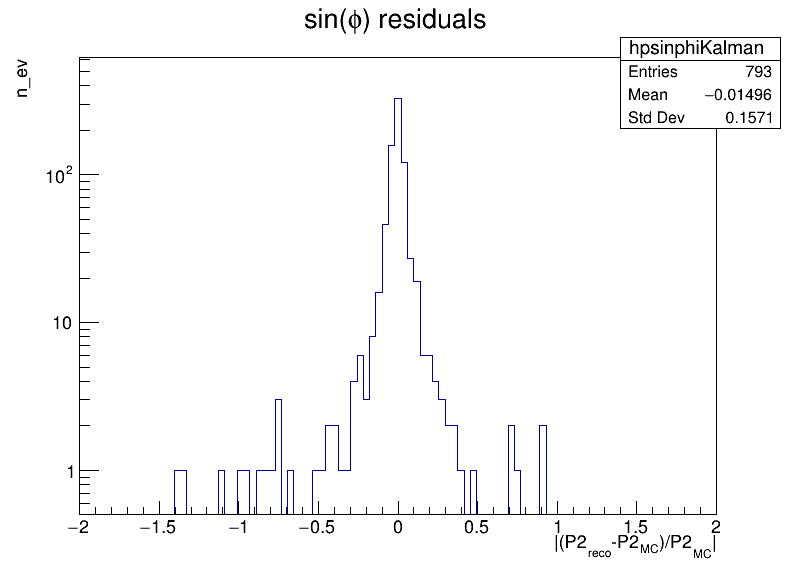 sin(ϕ) residuals
hpsinphiKalman
Entries 793
Mean −0.01496
Std Dev 0.1571
n_ev
10²
10
1
−2 −1.5 −1 −0.5 0 0.5 1 1.5 2
|(P2reco-P2MC)/P2MC|